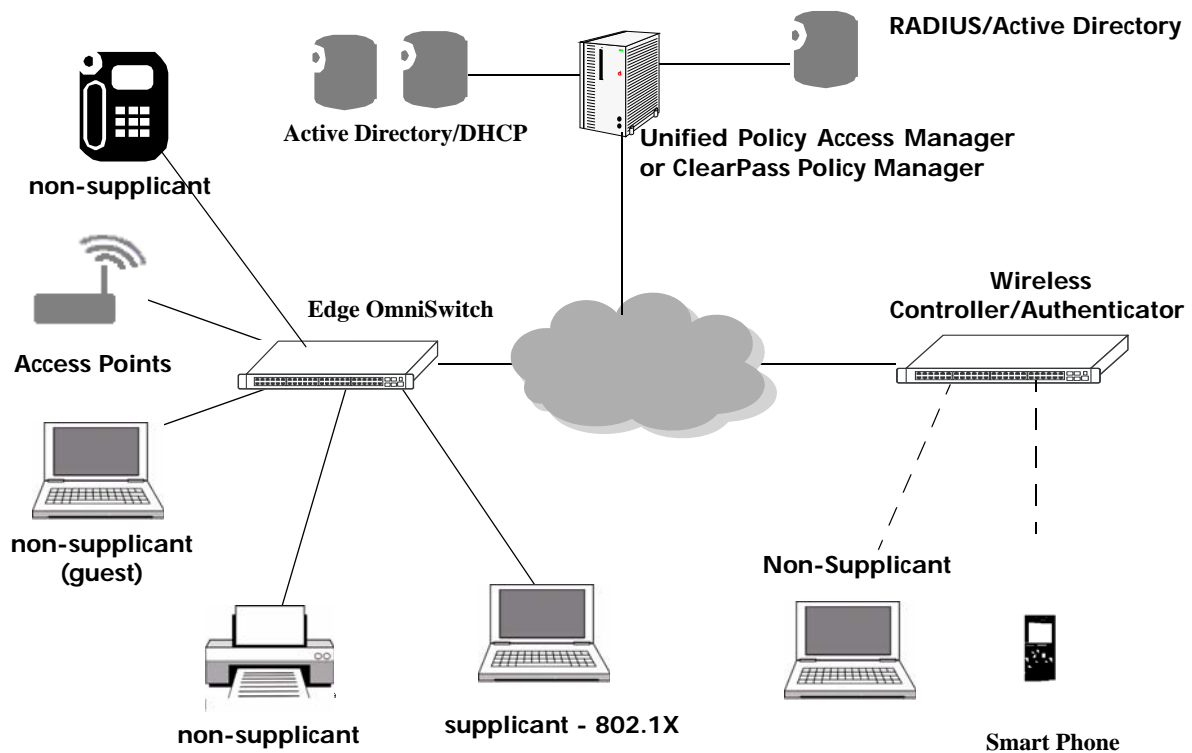 RADIUS/Active Directory
Active Directory/DHCP
Unified Policy Access Manager
or ClearPass Policy Manager
non-supplicant
Wireless
Controller/Authenticator
Edge OmniSwitch
Access Points
non-supplicant
(guest)
Non-Supplicant
non-supplicant
supplicant - 802.1X
Smart Phone